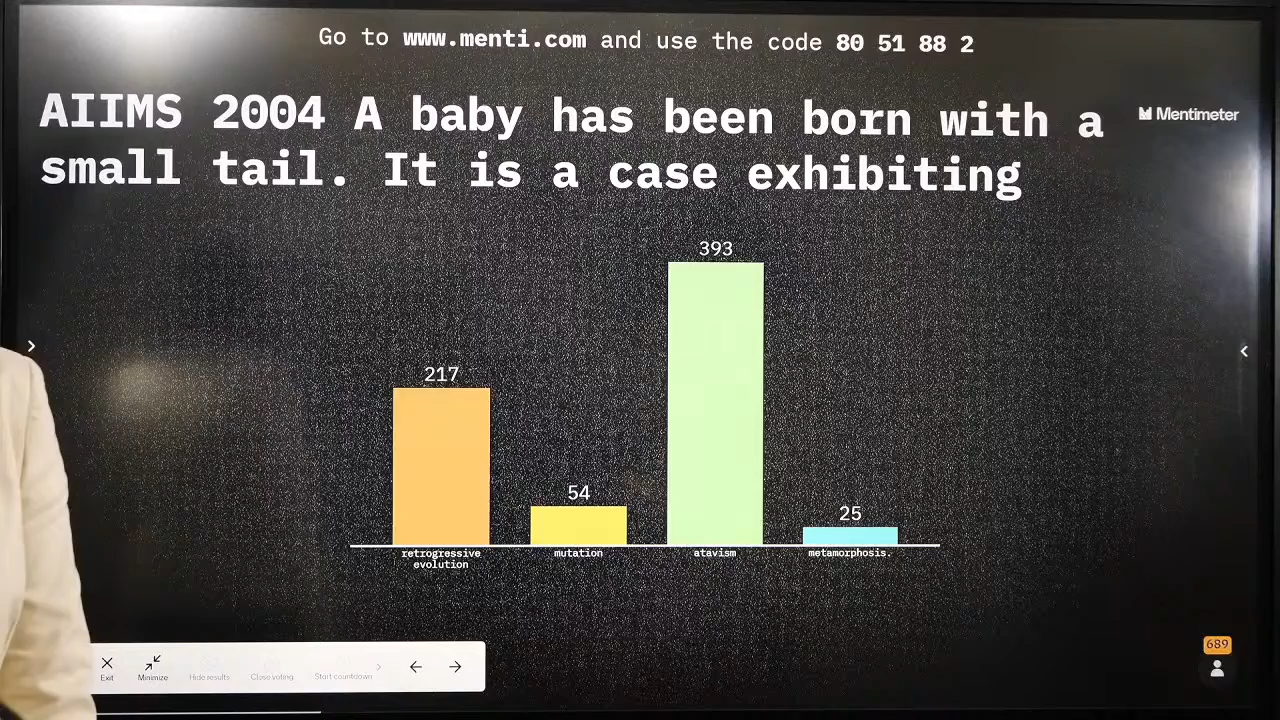 Go to www.menti.com and use the code 80 51 88 2
AIIMS 2004 A baby has been born with a
small tail. It is a case exhibiting
Mentimeter
393
217
54
25
retrogressive
evolution
mutation
atavism
metamorphosis.
689
Exit
Minimize
Hide results
Close voting
Start countdown